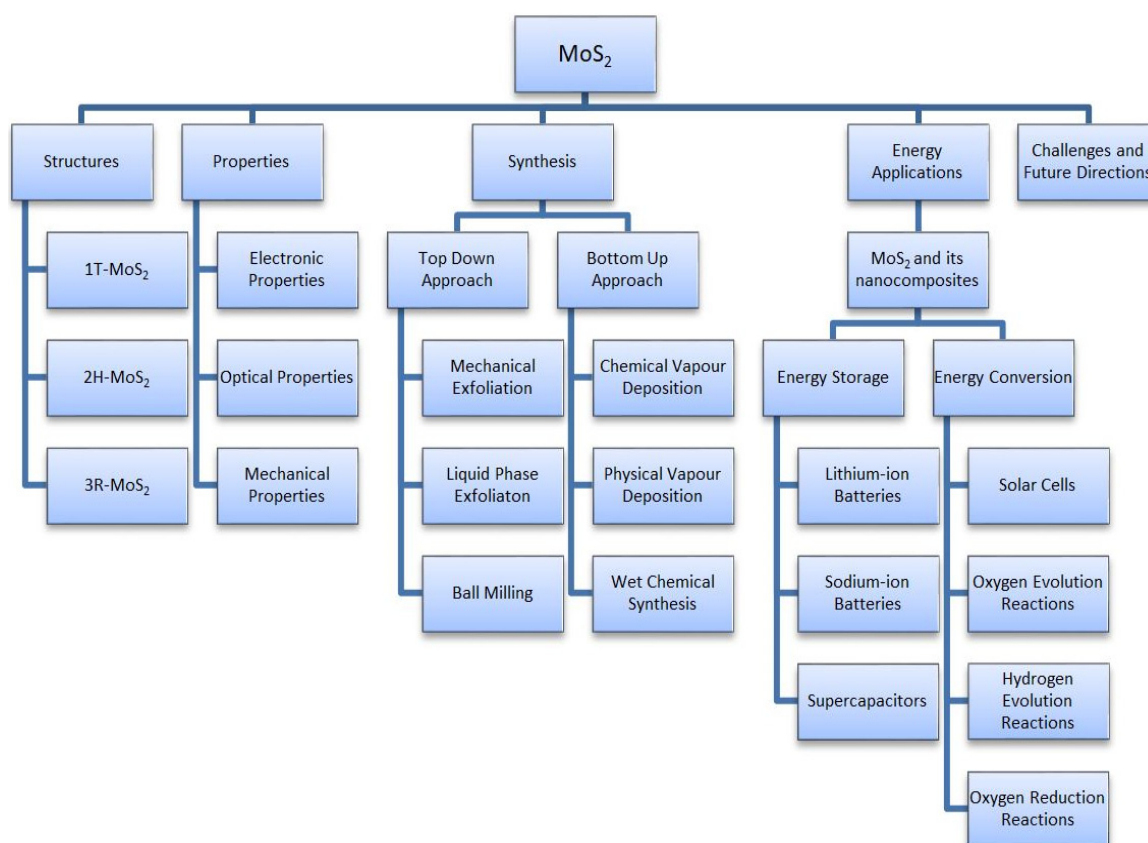 MoS₂
Structures
Properties
Synthesis
Energy
Applications
Challenges and
Future Directions
1T-MoS₂
2H-MoS₂
3R-MoS₂
Electronic
Properties
Optical Properties
Mechanical
Properties
Top Down
Approach
Bottom Up
Approach
Mechanical
Exfoliation
Liquid Phase
Exfoliaton
Ball Milling
Chemical Vapour
Deposition
Physical Vapour
Deposition
Wet Chemical
Synthesis
MoS₂ and its
nanocomposites
Energy Storage
Energy Conversion
Lithium-ion
Batteries
Sodium-ion
Batteries
Supercapacitors
Solar Cells
Oxygen Evolution
Reactions
Hydrogen
Evolution
Reactions
Oxygen Reduction
Reactions